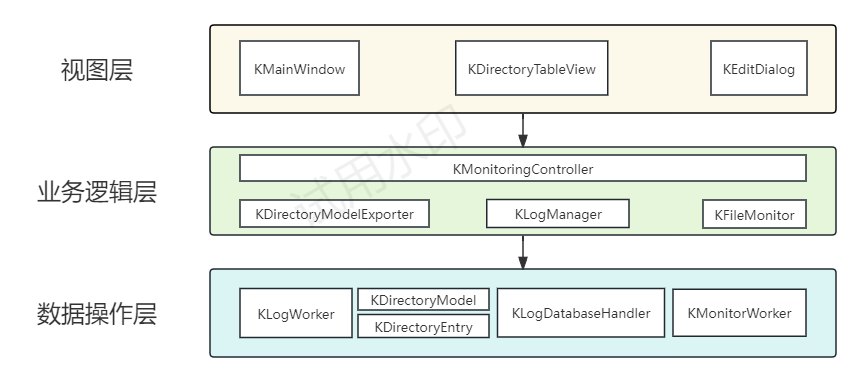 视图层
KMainWindow
KDirectoryTableView
KEditDialog
业务逻辑层
KMonitoringController
KDirectoryModelExporter
KLogManager
KFileMonitor
试用水印
数据操作层
KLogWorker
KDirectoryModel
KDirectoryEntry
KLogDatabaseHandler
KMonitorWorker